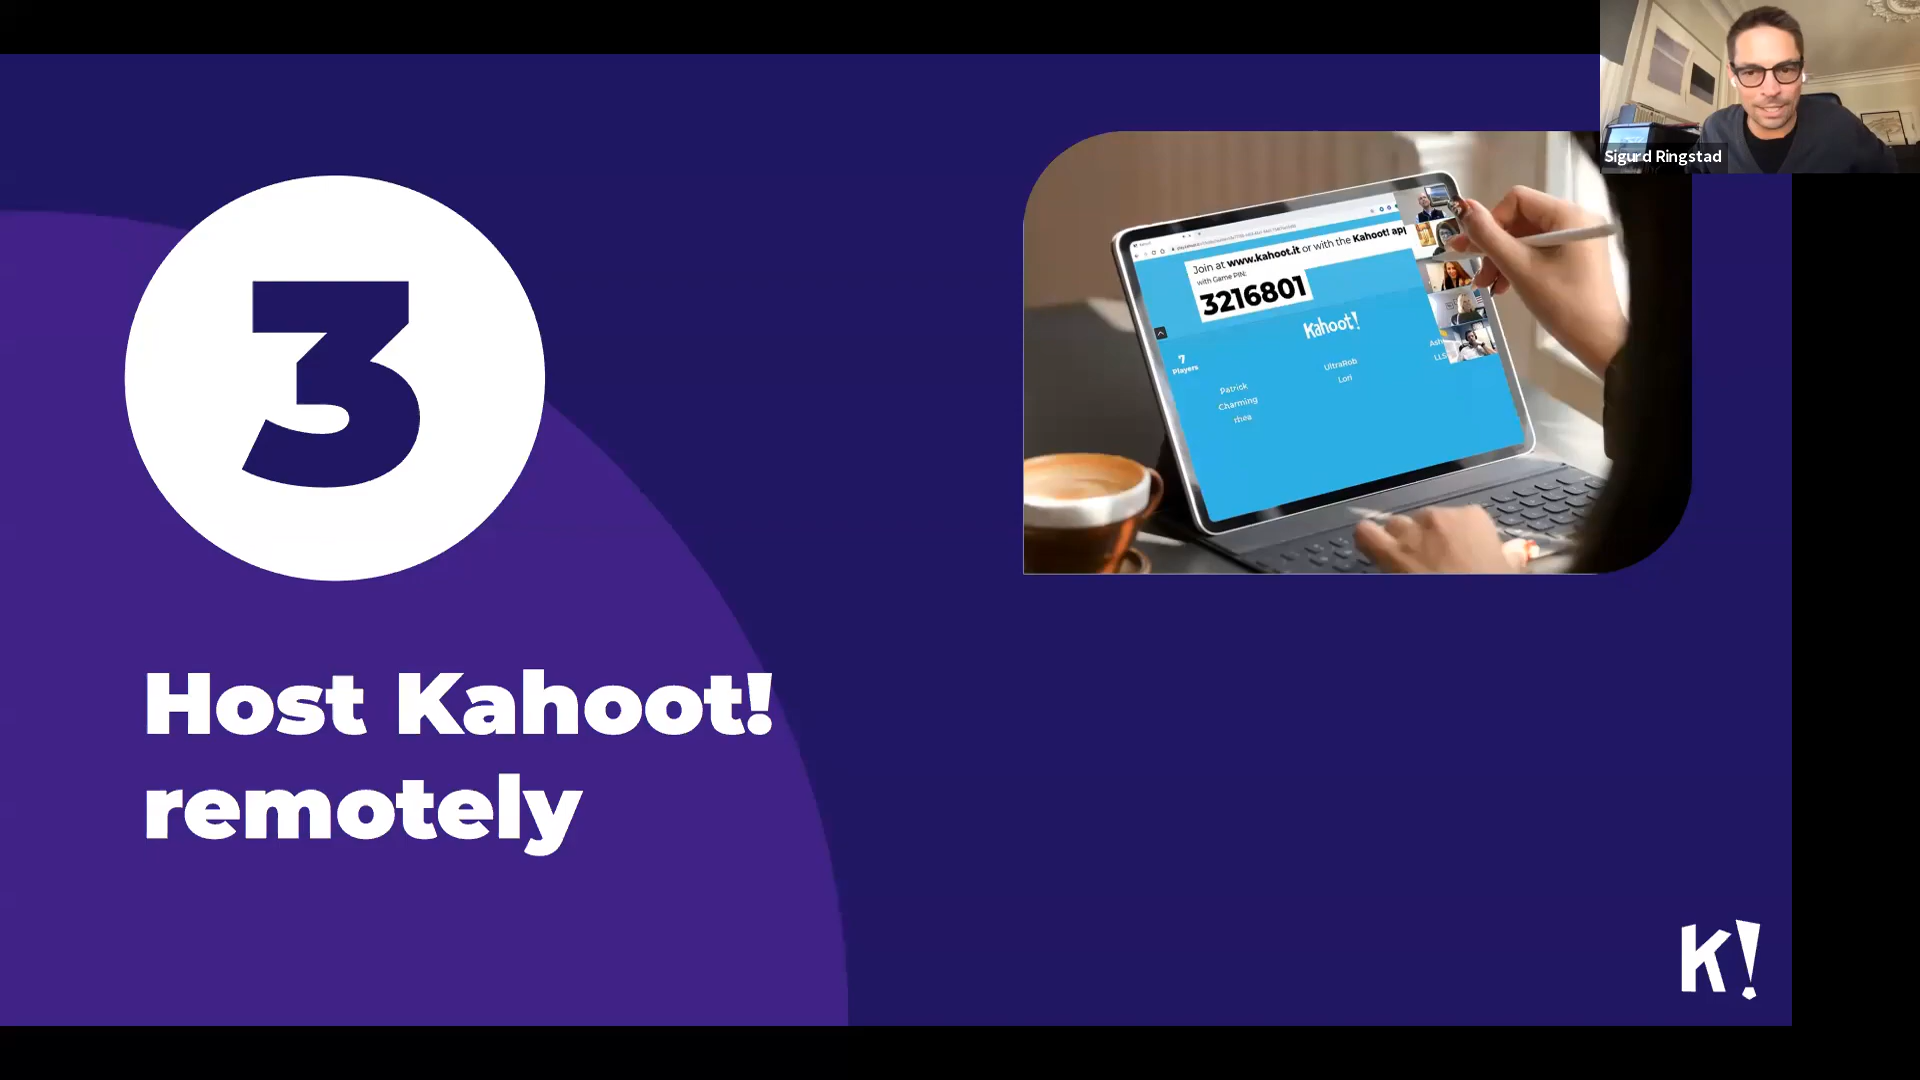 Sigurd Ringstad
3
Host Kahoot!
remotely
Join at www.kahoot.it or with the Kahoot! app
with Game PIN:
3216801
Kahoot!
7
Players
Patrick
Charming
rhea
UltraRob
Lori
K!